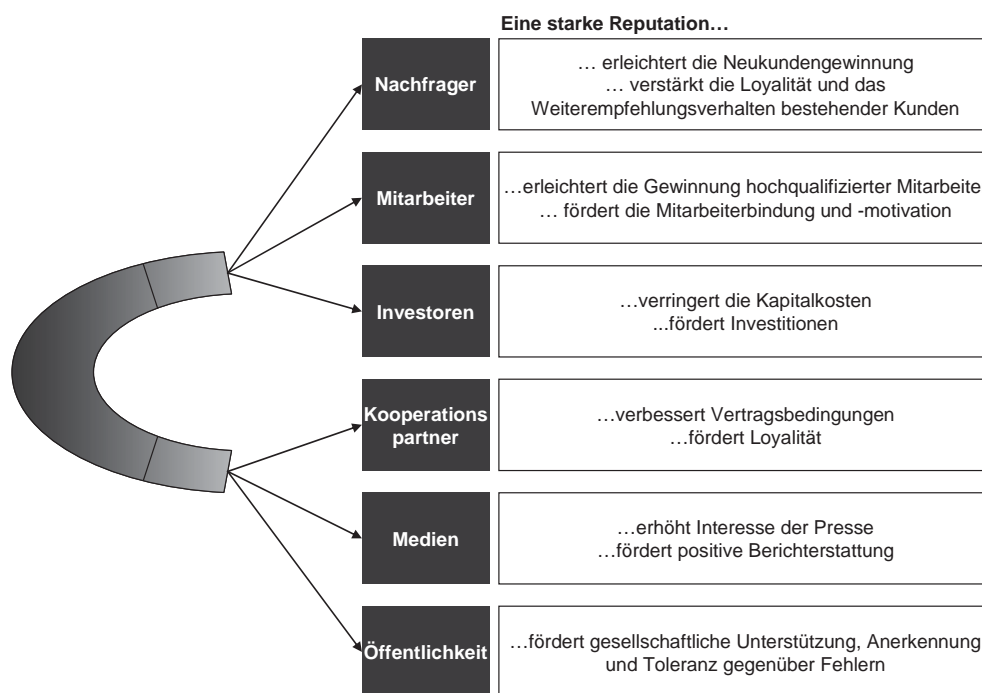 Eine starke Reputation…
Nachfrager
… erleichtert die Neukundengewinnung
… verstärkt die Loyalität und das
Weiterempfehlungsverhalten bestehender Kunden
Mitarbeiter
…erleichtert die Gewinnung hochqualifizierter Mitarbeite
… fördert die Mitarbeiterbindung und -motivation
Investoren
…verringert die Kapitalkosten
...fördert Investitionen
Kooperations
partner
…verbessert Vertragsbedingungen
…fördert Loyalität
Medien
…erhöht Interesse der Presse
…fördert positive Berichterstattung
Öffentlichkeit
…fördert gesellschaftliche Unterstützung, Anerkennung
und Toleranz gegenüber Fehlern